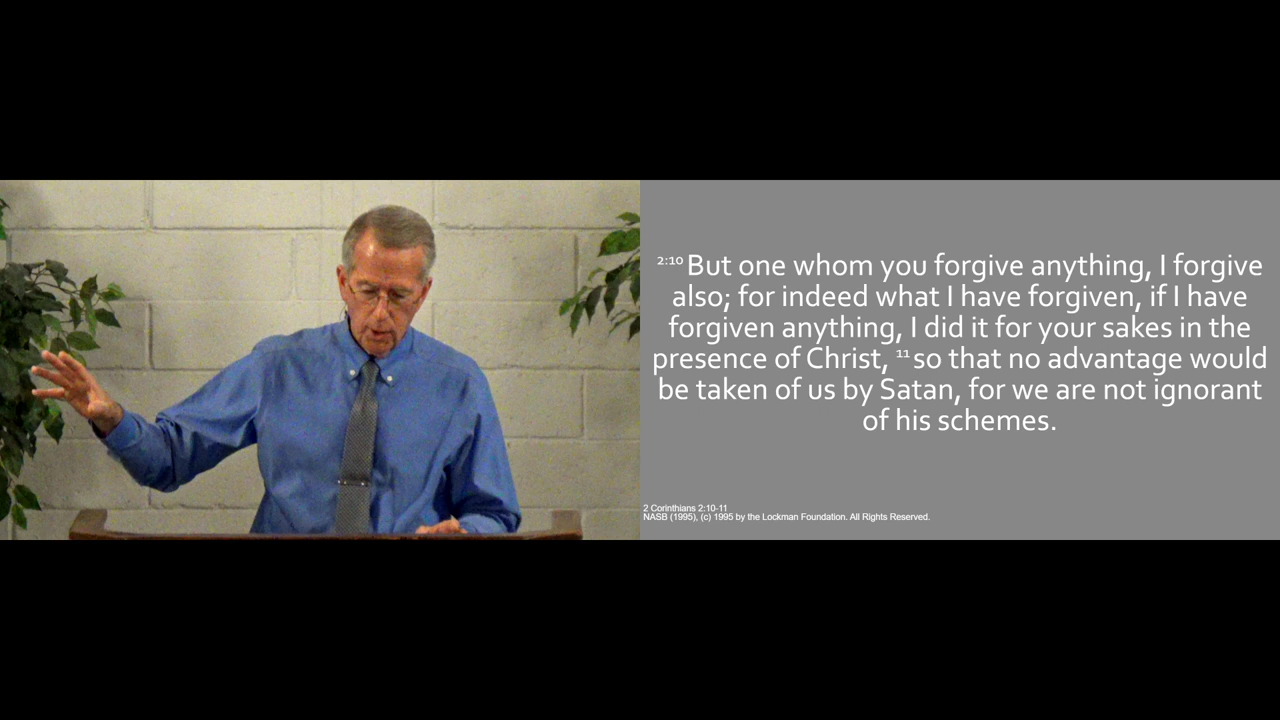 2:10 But one whom you forgive anything, I forgive
also; for indeed what I have forgiven, if I have
forgiven anything, I did it for your sakes in the
presence of Christ, 11 so that no advantage would
be taken of us by Satan, for we are not ignorant
of his schemes.
2 Corinthians 2:10-11
NASB (1995), (c) 1995 by the Lockman Foundation. All Rights Reserved.